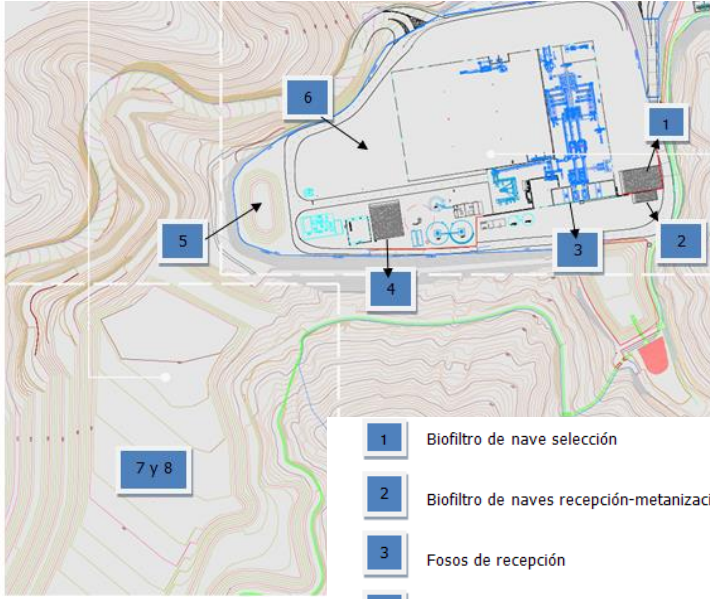 6
1
5
2
3
4
7 y 8
1 Biofiltro de nave selección
2 Biofiltro de naves recepción-metanizaci
3 Fosos de recepción